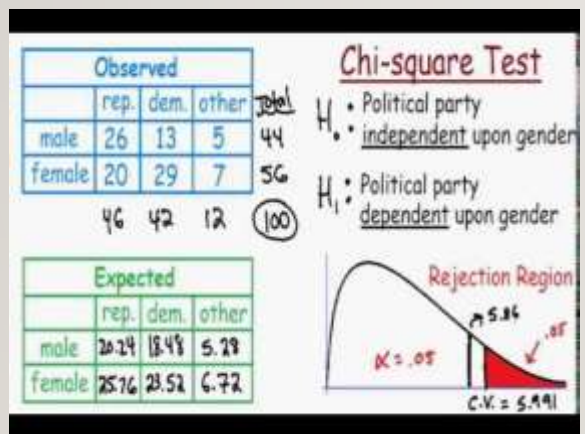 Observed
rep. dem. other Total
male 26 13 5 44
female 20 29 7 56
46 42 12 100
Expected
rep. dem. other
male 20.24 18.48 5.28
female 25.76 23.52 6.72
Chi-square Test
H₀: Political party
independent upon gender
H₁: Political party
dependent upon gender
Rejection Region
5.86
.05
α = .05
C.V. = 5.991